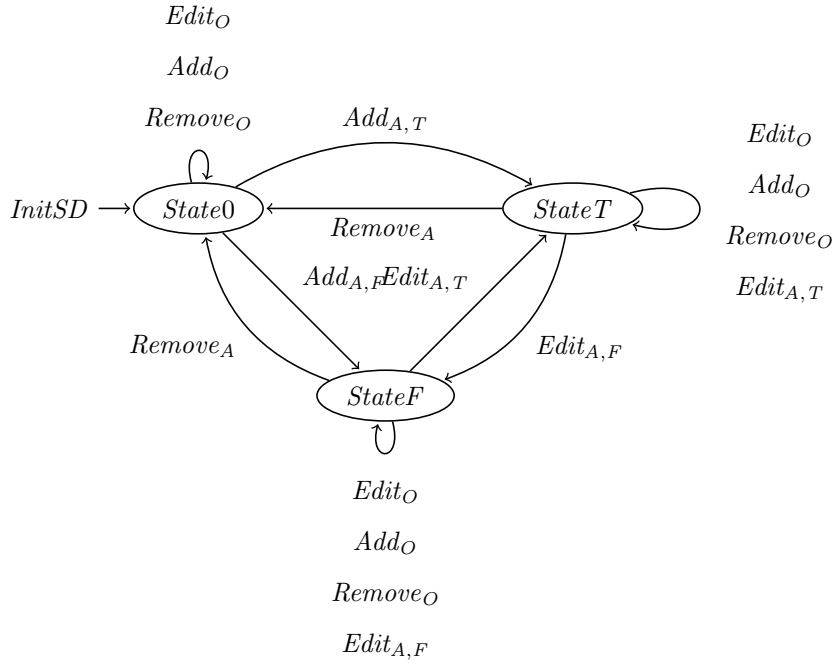 Edit_O
Add_O
Remove_O
Add_{A,T}
Edit_O
Add_O
Remove_O
Edit_{A,T}
InitSD
State0
StateT
Remove_A
Add_{A,F} Edit_{A,T}
Remove_A
Edit_{A,F}
StateF
Edit_O
Add_O
Remove_O
Edit_{A,F}